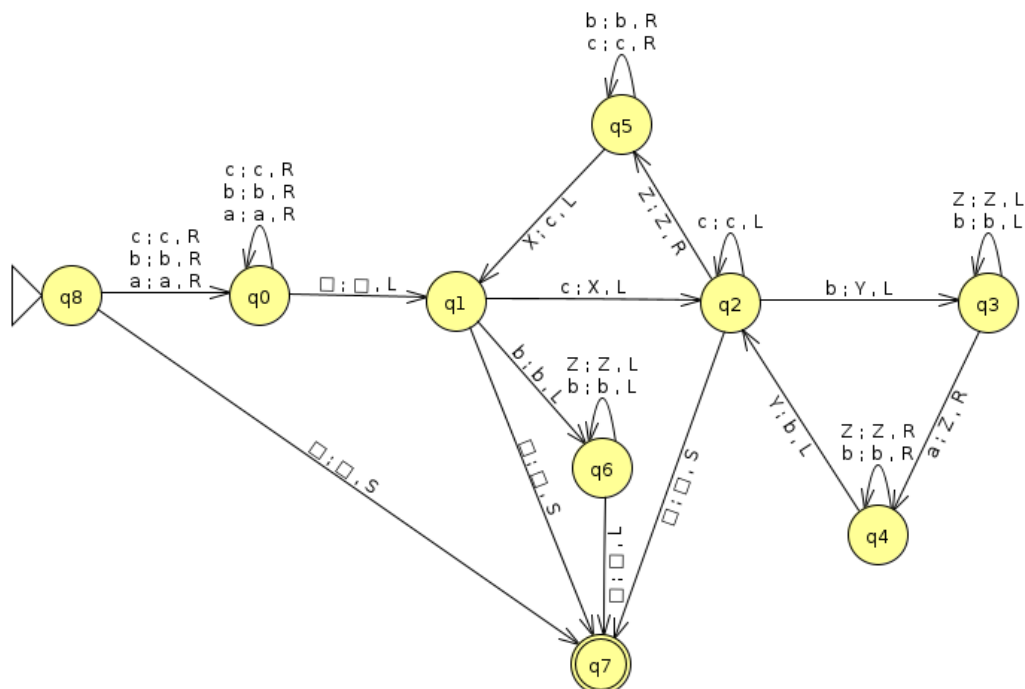 b ; b , R
c ; c , R
q5
c ; c , R
b ; b , R
a ; a , R
Z ; Z , L
b ; b , L
X ; c , L
Z ; Z , R
c ; c , L
c ; c , R
b ; b , R
a ; a , R
q8
q0
□ ; □ , L
q1
c ; X , L
q2
b ; Y , L
q3
b ; b , L
Z ; Z , L
b ; b , L
Y ; b , L
Z ; Z , R
b ; b , R
a ; Z , R
□ ; □ , S
□ ; □ , S
q6
□ ; □ , S
q4
□ ; □ , L
q7